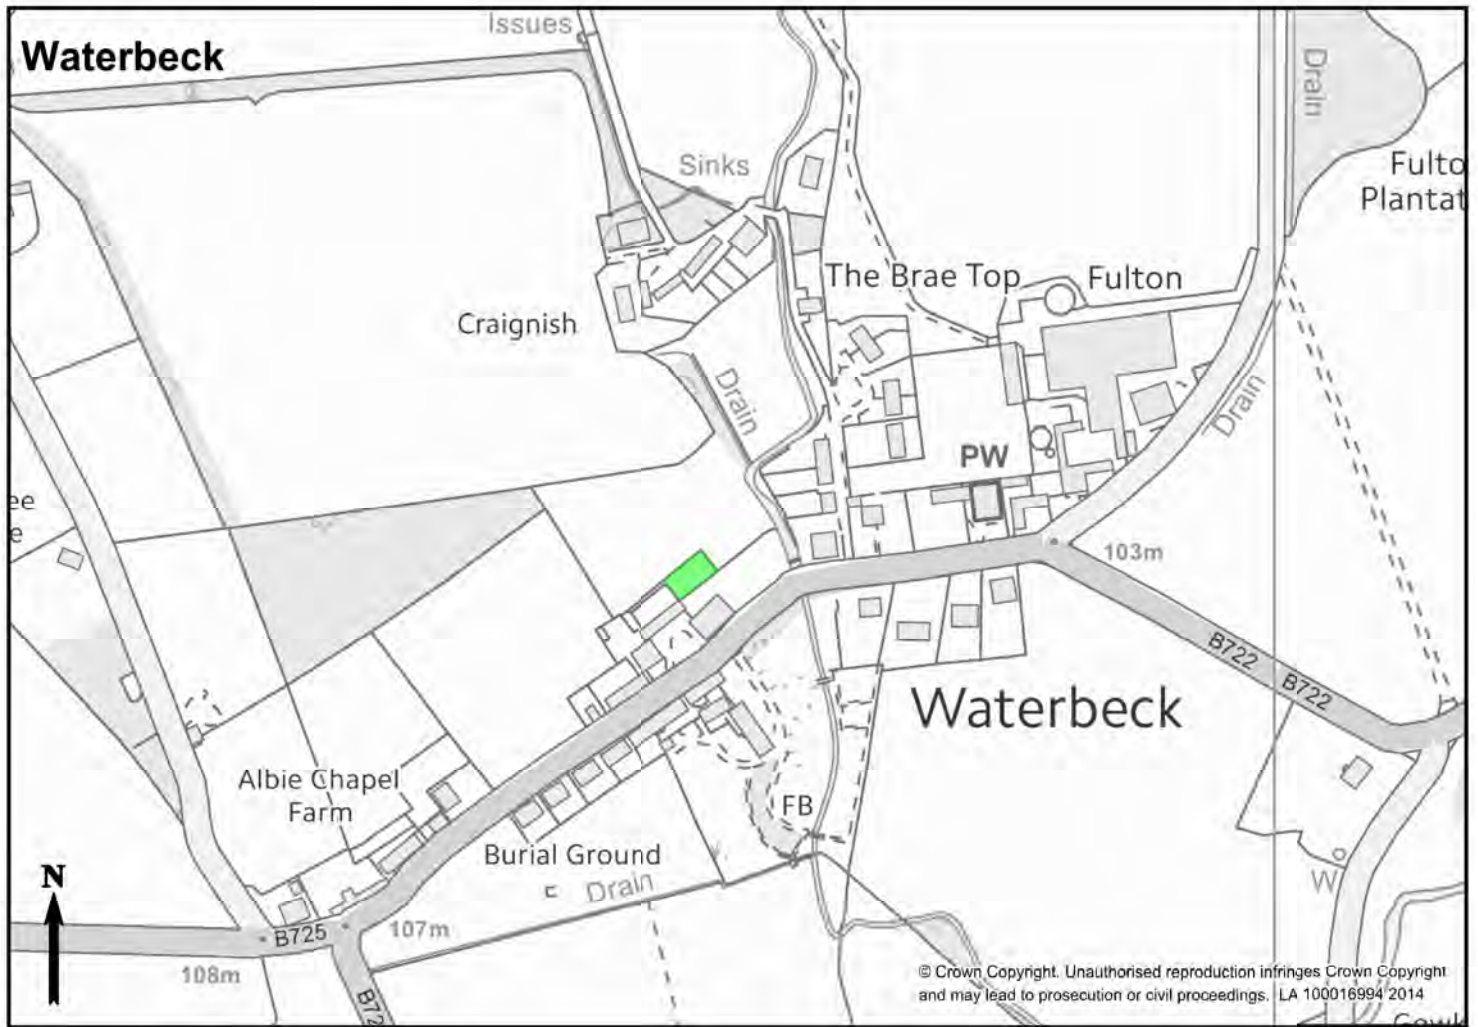 Waterbeck
Issues
Drain
Sinks
Fulto
Plantat
The Brae Top
Fulton
Craignish
Drain
Drain
PW
ee
e
103m
B722
B722
Waterbeck
Albie Chapel
Farm
FB
Burial Ground
Drain
W
N
B725
107m
108m
B72
© Crown Copyright. Unauthorised reproduction infringes Crown Copyright
and may lead to prosecution or civil proceedings. LA 100016994 2014